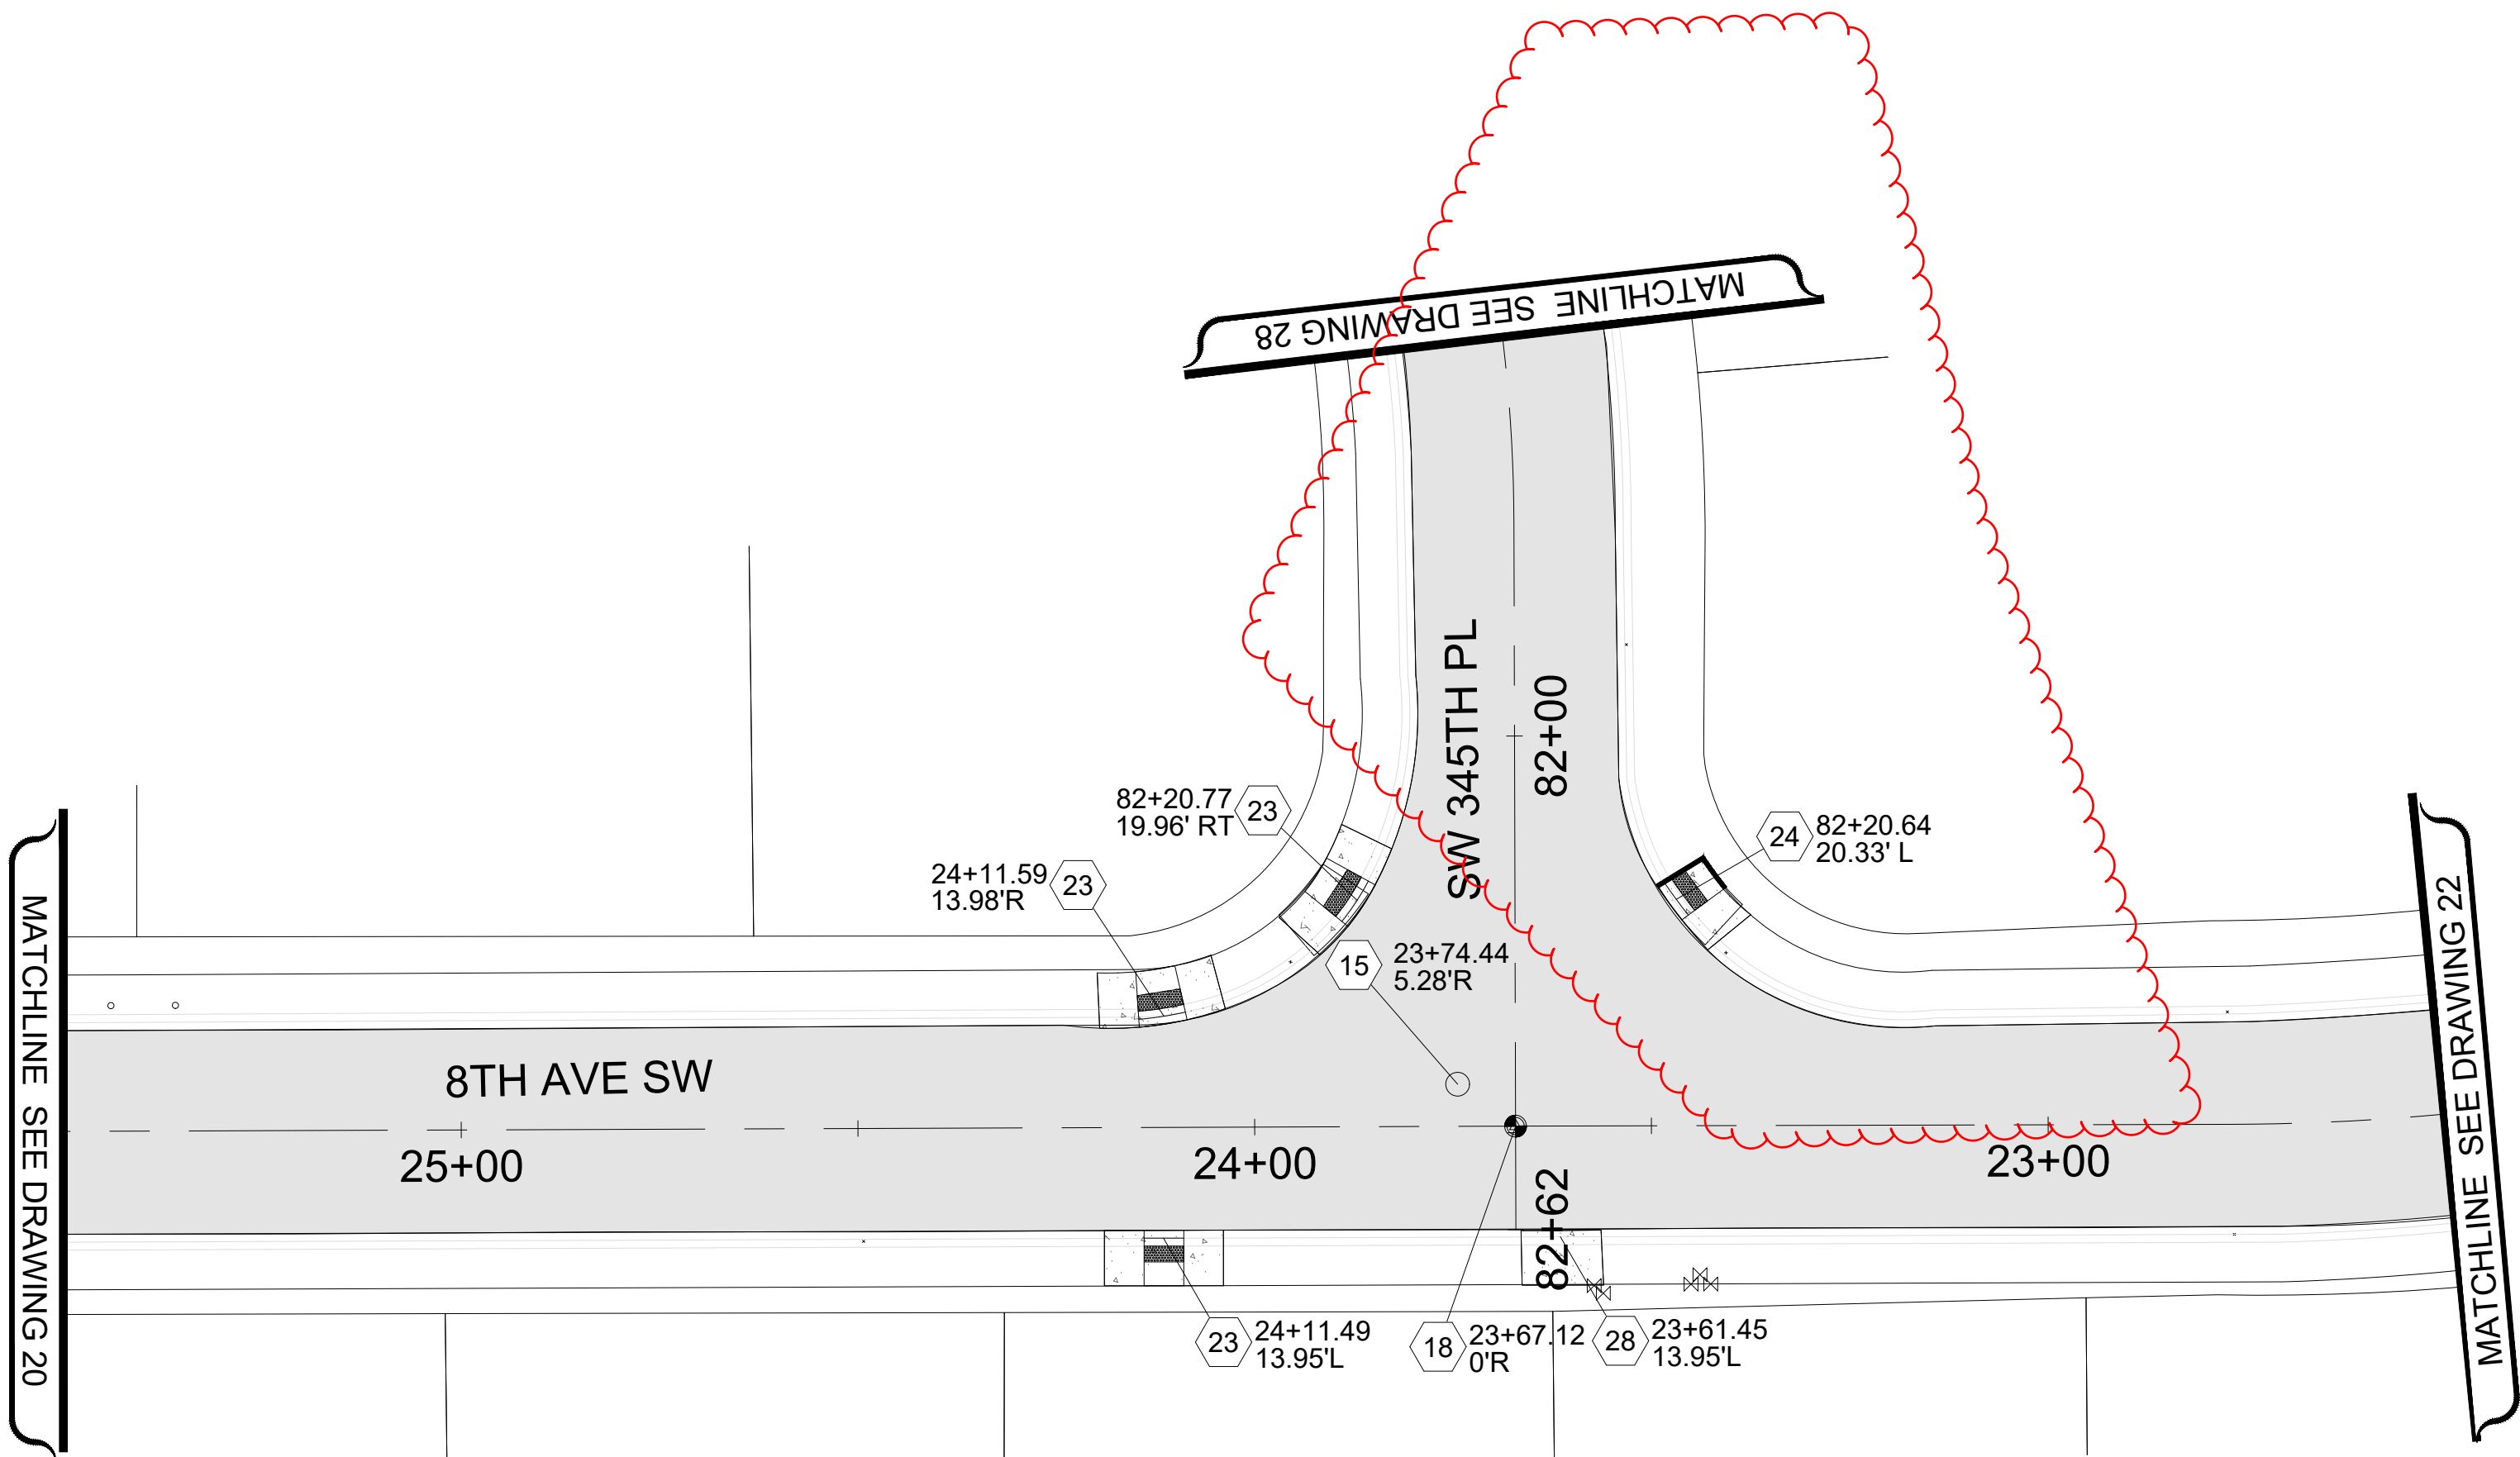 MATCHLINE SEE DRAWING 28
SW 345TH PL
82+00
82+20.77
19.96' RT
23
24
82+20.64
20.33' L
24+11.59
13.98'R
23
15
23+74.44
5.28'R
MATCHLINE SEE DRAWING 20
8TH AVE SW
MATCHLINE SEE DRAWING 22
25+00
24+00
23+00
82+62
23
24+11.49
13.95'L
18
23+67.12
0'R
28
23+61.45
13.95'L